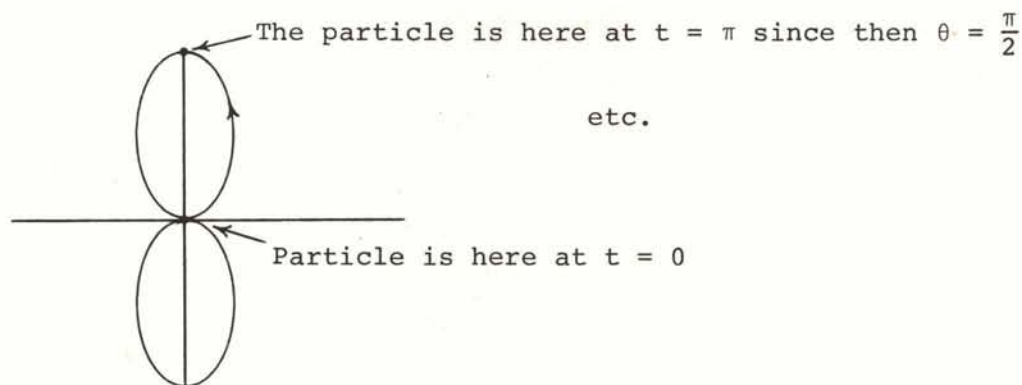 The particle is here at t = π since then θ = π/2
etc.
Particle is here at t = 0